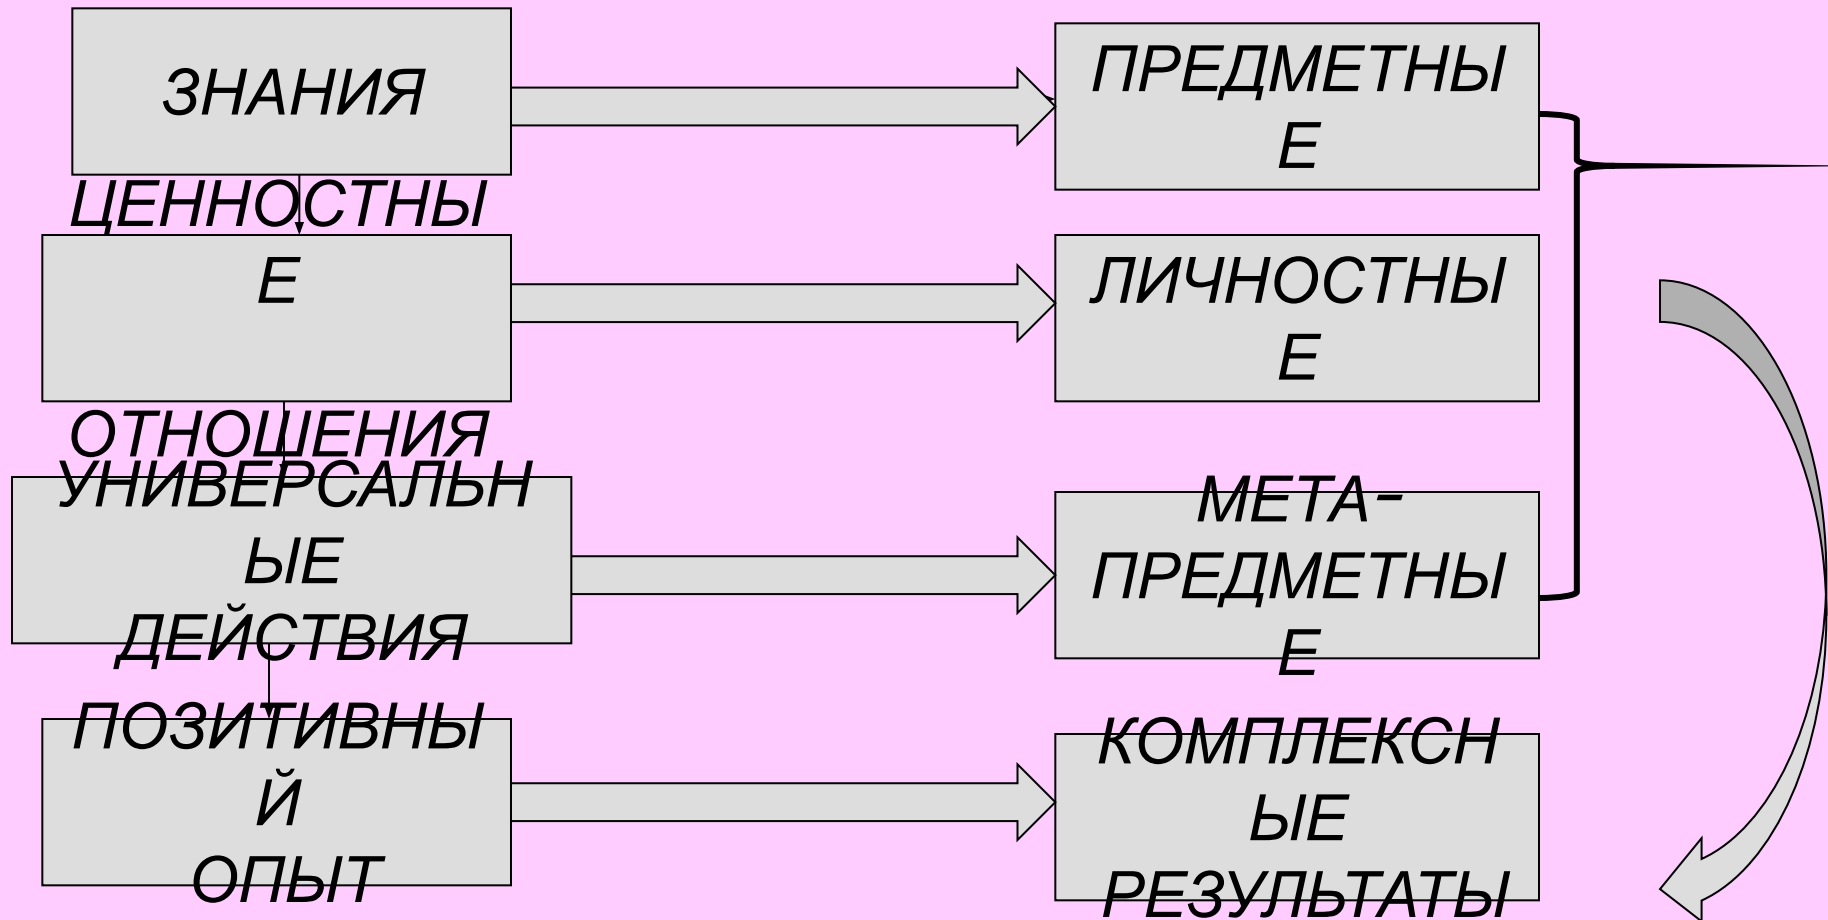 ЗНАНИЯ
ПРЕДМЕТНЫ
Е
ЦЕННОСТНЫ
Е
ОТНОШЕНИЯ
ЛИЧНОСТНЫ
Е
УНИВЕРСАЛЬН
ЫЕ
ДЕЙСТВИЯ
МЕТА-
ПРЕДМЕТНЫ
Е
ПОЗИТИВНЫ
Й
ОПЫТ
КОМПЛЕКСН
ЫЕ
РЕЗУЛЬТАТЫ